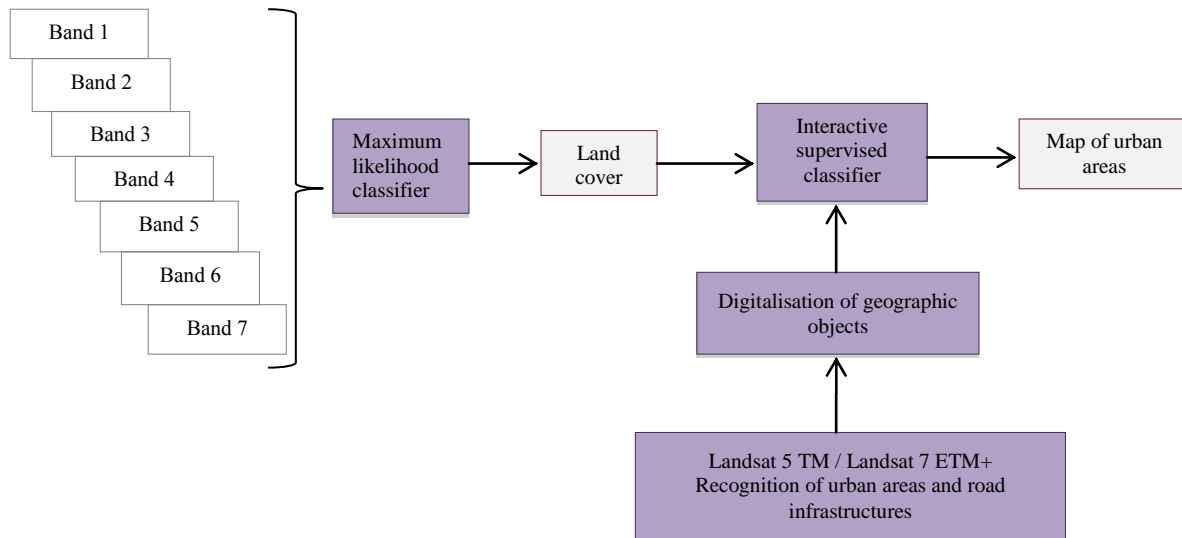 Band 1
Band 2
Band 3
Band 4
Band 5
Band 6
Band 7
Maximum
likelihood
classifier
Land
cover
Interactive
supervised
classifier
Map of urban
areas
Digitalisation of geographic
objects
Landsat 5 TM / Landsat 7 ETM+
Recognition of urban areas and road
infrastructures